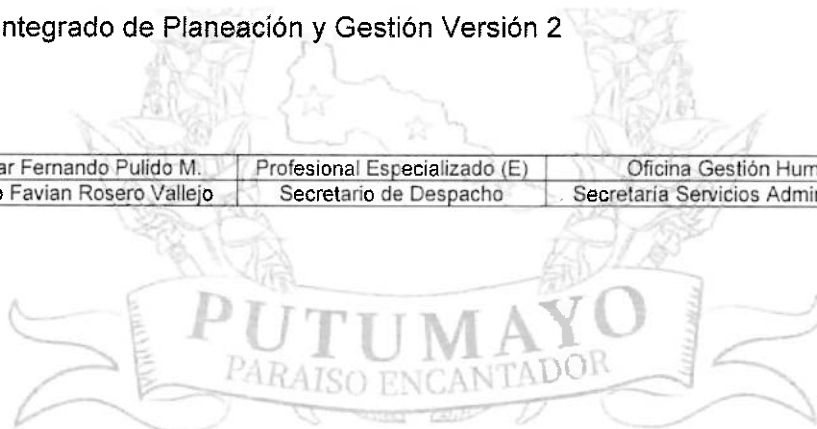 ntegrado de Planeación y Gestión Versión 2
ar Fernando Pulido M. Profesional Especializado (E) Oficina Gestión Hum
o Favian Rosero Vallejo Secretario de Despacho Secretaría Servicios Admin
PUTUMAYO
PARAISO ENCANTADOR